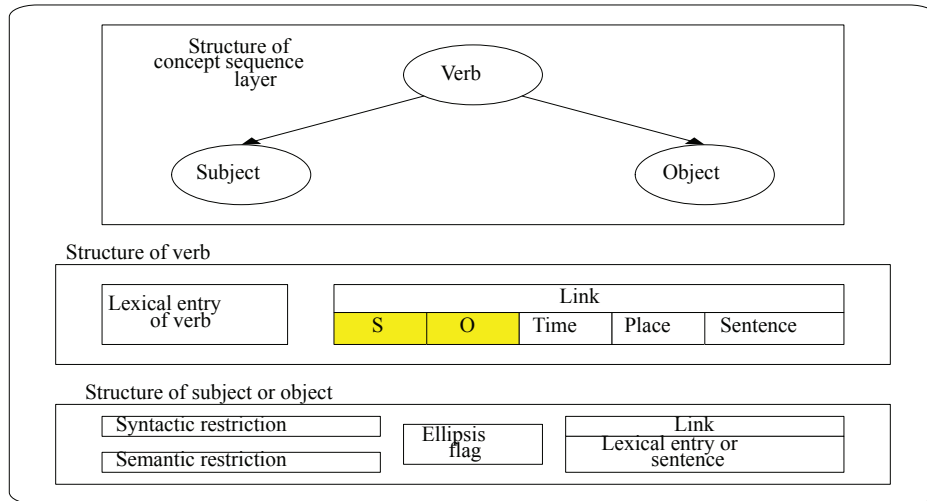 Structure of
concept sequence
layer
Verb
Subject
Object
Structure of verb
Lexical entry
of verb
Link
S O Time Place Sentence
Structure of subject or object
Syntactic restriction
Semantic restriction
Ellipsis
flag
Link
Lexical entry or
sentence